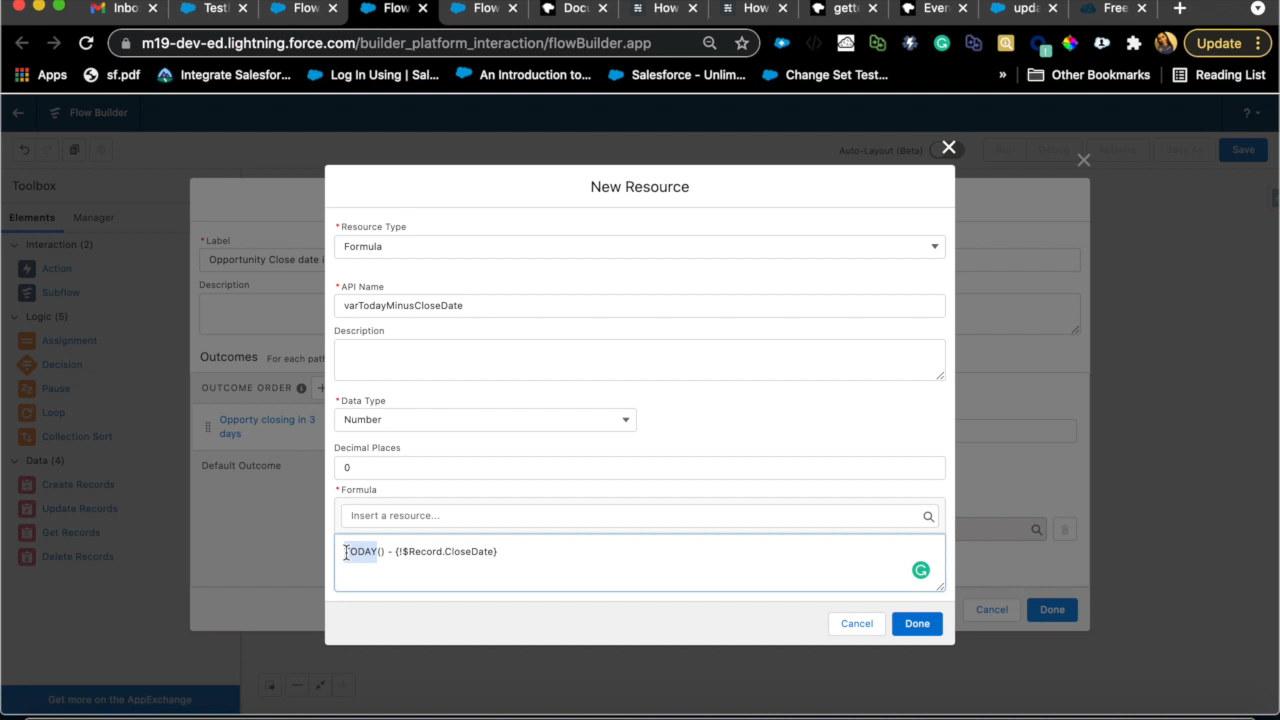 Inbo
Testl
Flow
Flow
Flow
Docu
How
How
getto
Even
upda
Free
m19-dev-ed.lightning.force.com/builder_platform_interaction/flowBuilder.app
Update
Apps
sf.pdf
Integrate Salesfor...
Log In Using | Sal...
An Introduction to...
Salesforce - Unlim...
Change Set Test...
»
Other Bookmarks
Reading List
Flow Builder
?
Auto-Layout (Beta)
Run
Debug
Activate
Save As
Save
Toolbox
Elements
Manager
Interaction (2)
Action
Subflow
Logic (5)
Assignment
Decision
Pause
Loop
Collection Sort
Data (4)
Create Records
Update Records
Get Records
Delete Records
Get more on the AppExchange
* Label
Opportunity Close date i
Description
Outcomes For each pat
OUTCOME ORDER
Opporty closing in 3
days
Default Outcome
Cancel
Done
New Resource
* Resource Type
Formula
* API Name
varTodayMinusCloseDate
Description
* Data Type
Number
Decimal Places
0
* Formula
Insert a resource...
TODAY() - {!$Record.CloseDate}
Cancel
Done